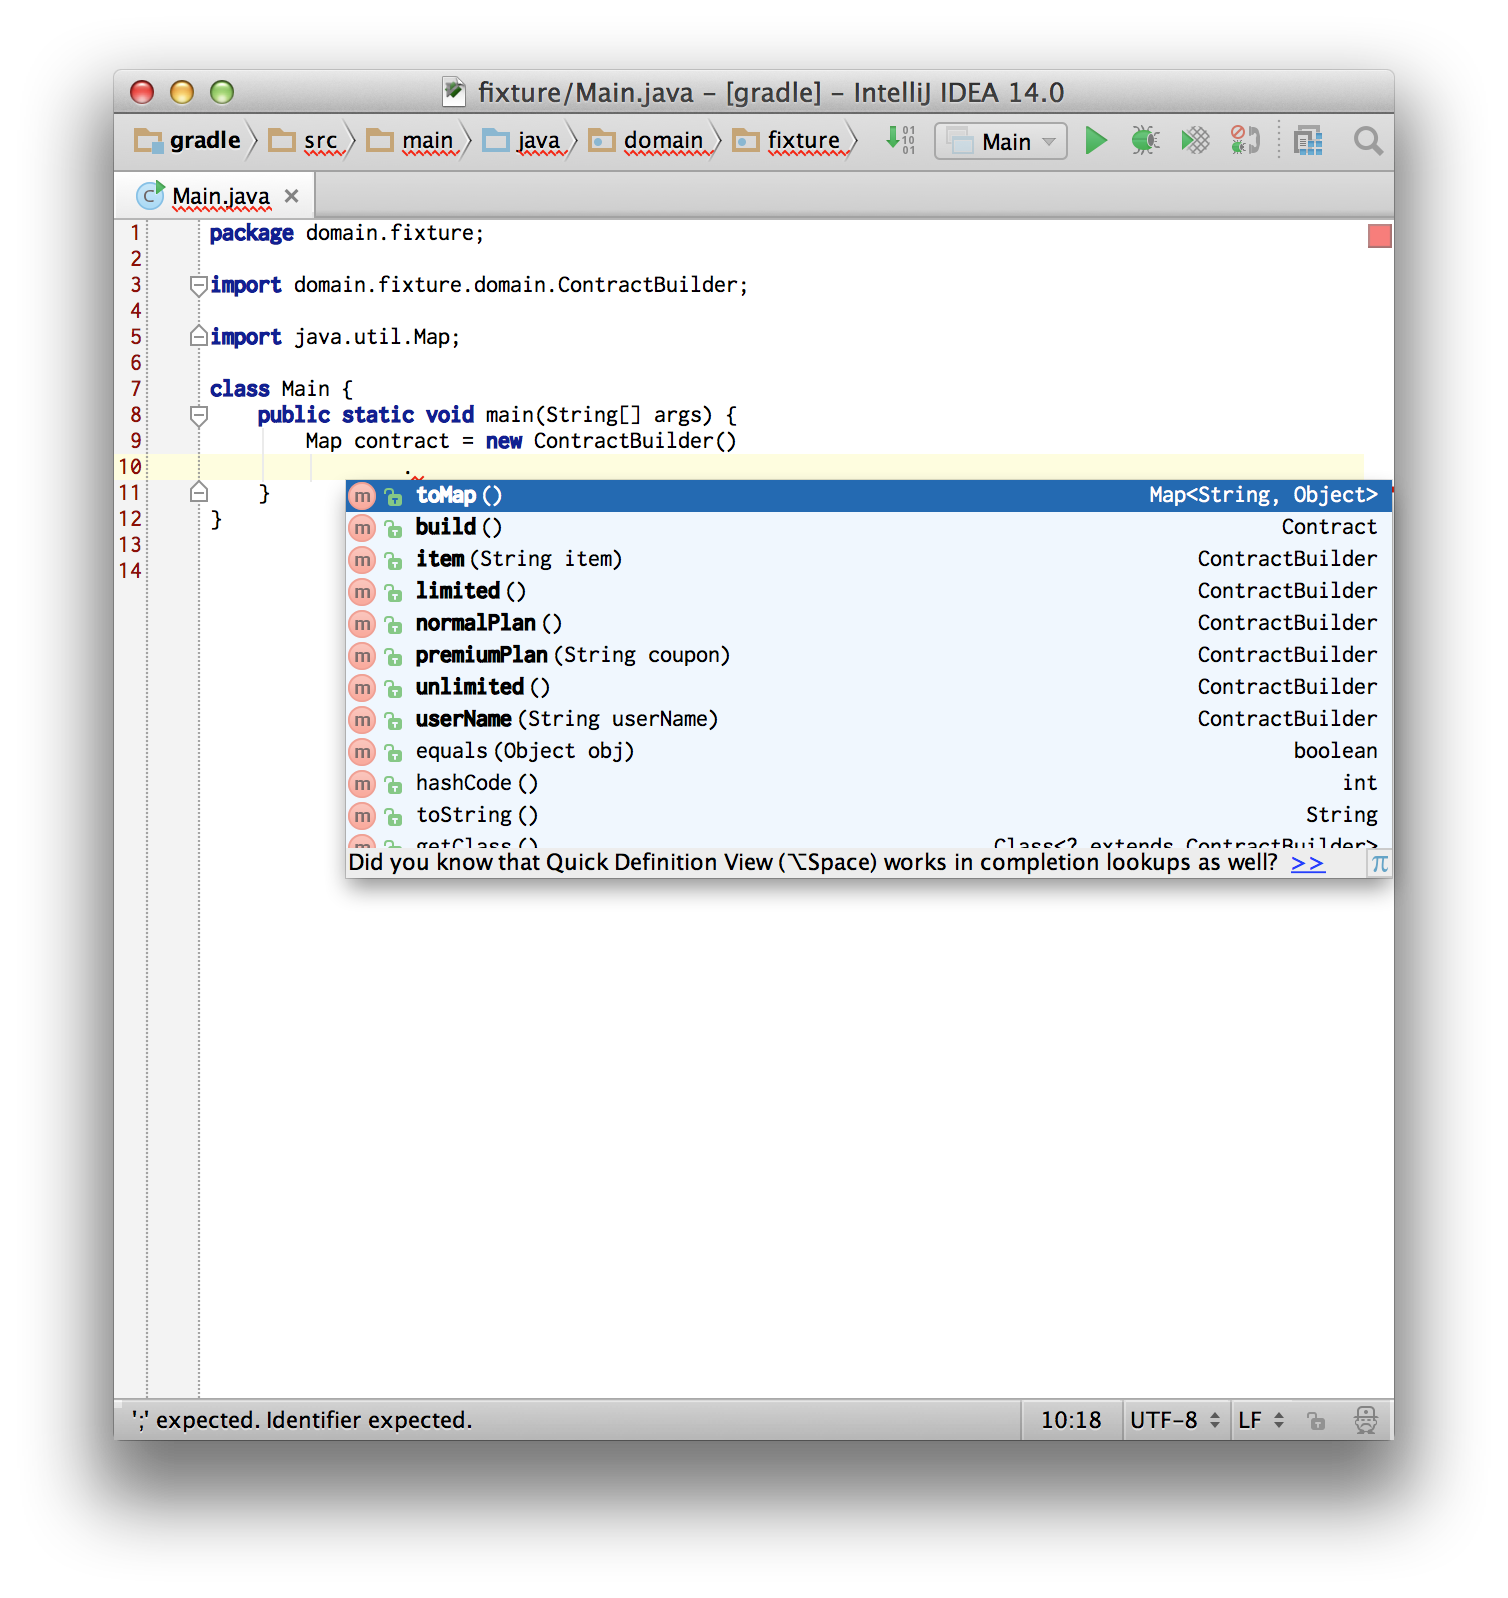 fixture/Main.java – [gradle] – IntelliJ IDEA 14.0
gradle src main java domain fixture 01 10 01 Main
C Main.java
1 package domain.fixture;
2
3 import domain.fixture.domain.ContractBuilder;
4
5 import java.util.Map;
6
7 class Main {
8 public static void main(String[] args) {
9 Map contract = new ContractBuilder()
10 .
11 }
12 }
13
14
m toMap() Map<String, Object>
m build() Contract
m item(String item) ContractBuilder
m limited() ContractBuilder
m normalPlan() ContractBuilder
m premiumPlan(String coupon) ContractBuilder
m unlimited() ContractBuilder
m userName(String userName) ContractBuilder
m equals(Object obj) boolean
m hashCode() int
m toString() String
m getClass() Class<? extends ContractBuilder>
Did you know that Quick Definition View (⌥Space) works in completion lookups as well? >> π
';' expected. Identifier expected. 10:18 UTF-8 LF